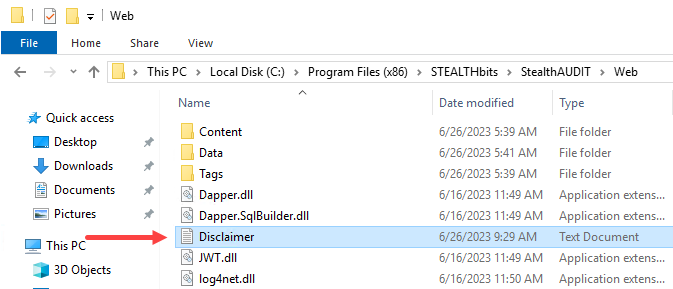 Web
File Home Share View
This PC > Local Disk (C:) > Program Files (x86) > STEALTHbits > StealthAUDIT > Web
Name Date modified Type
Quick access
Desktop
Downloads
Documents
Pictures
This PC
3D Objects
Content 6/26/2023 5:39 AM File folder
Data 6/26/2023 5:41 AM File folder
Tags 6/26/2023 5:39 AM File folder
Dapper.dll 6/16/2023 11:49 AM Application extens...
Dapper.SqlBuilder.dll 6/16/2023 11:49 AM Application extens...
Disclaimer 6/26/2023 9:29 AM Text Document
JWT.dll 6/16/2023 11:49 AM Application extens...
log4net.dll 6/16/2023 11:50 AM Application extens...